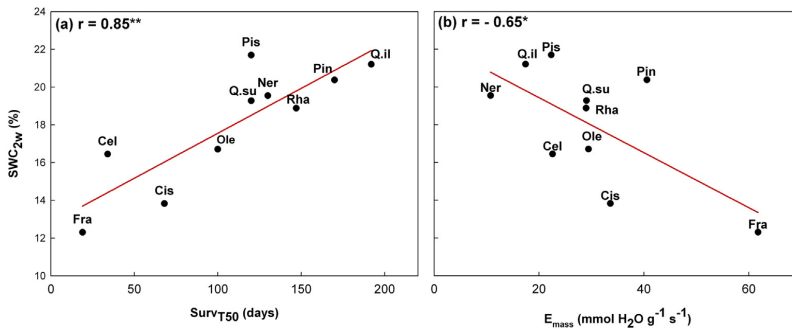 (a) r = 0.85**
SWC2w (%)
22
20
18
16
14
12
10
Pis
Q.il
Pin
Ner
Q.su
Rha
Cel
Ole
Cis
Fra
0
50
100
150
200
SurvT50 (days)
(b) r = - 0.65*
Q.il
Pis
Pin
Ner
Q.su
Rha
Ole
Cel
Cis
Fra
0
20
40
60
Emass (mmol H2O g-1 s-1)